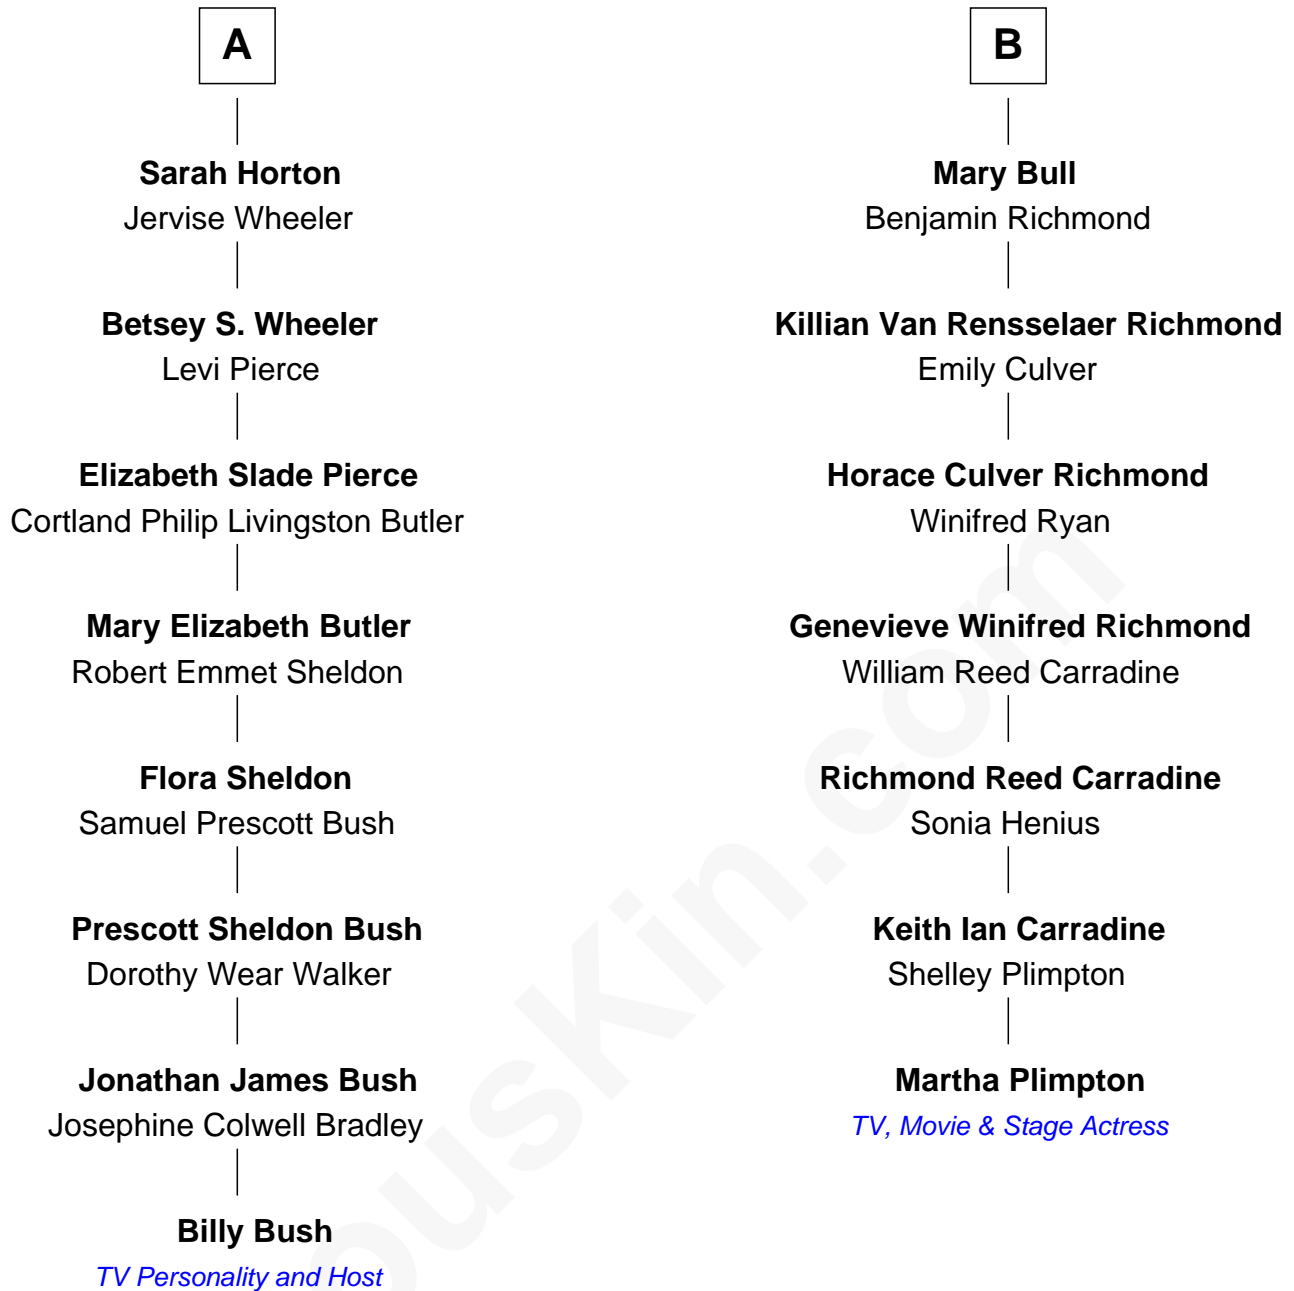 A
Sarah Horton
Jervise Wheeler
Betsey S. Wheeler
Levi Pierce
Elizabeth Slade Pierce
Cortland Philip Livingston Butler
Mary Elizabeth Butler
Robert Emmet Sheldon
Flora Sheldon
Samuel Prescott Bush
Prescott Sheldon Bush
Dorothy Wear Walker
Jonathan James Bush
Josephine Colwell Bradley
Billy Bush
TV Personality and Host
B
Mary Bull
Benjamin Richmond
Killian Van Rensselaer Richmond
Emily Culver
Horace Culver Richmond
Winifred Ryan
Genevieve Winifred Richmond
William Reed Carradine
Richmond Reed Carradine
Sonia Henius
Keith Ian Carradine
Shelley Plimpton
Martha Plimpton
TV, Movie & Stage Actress
ousKin.com